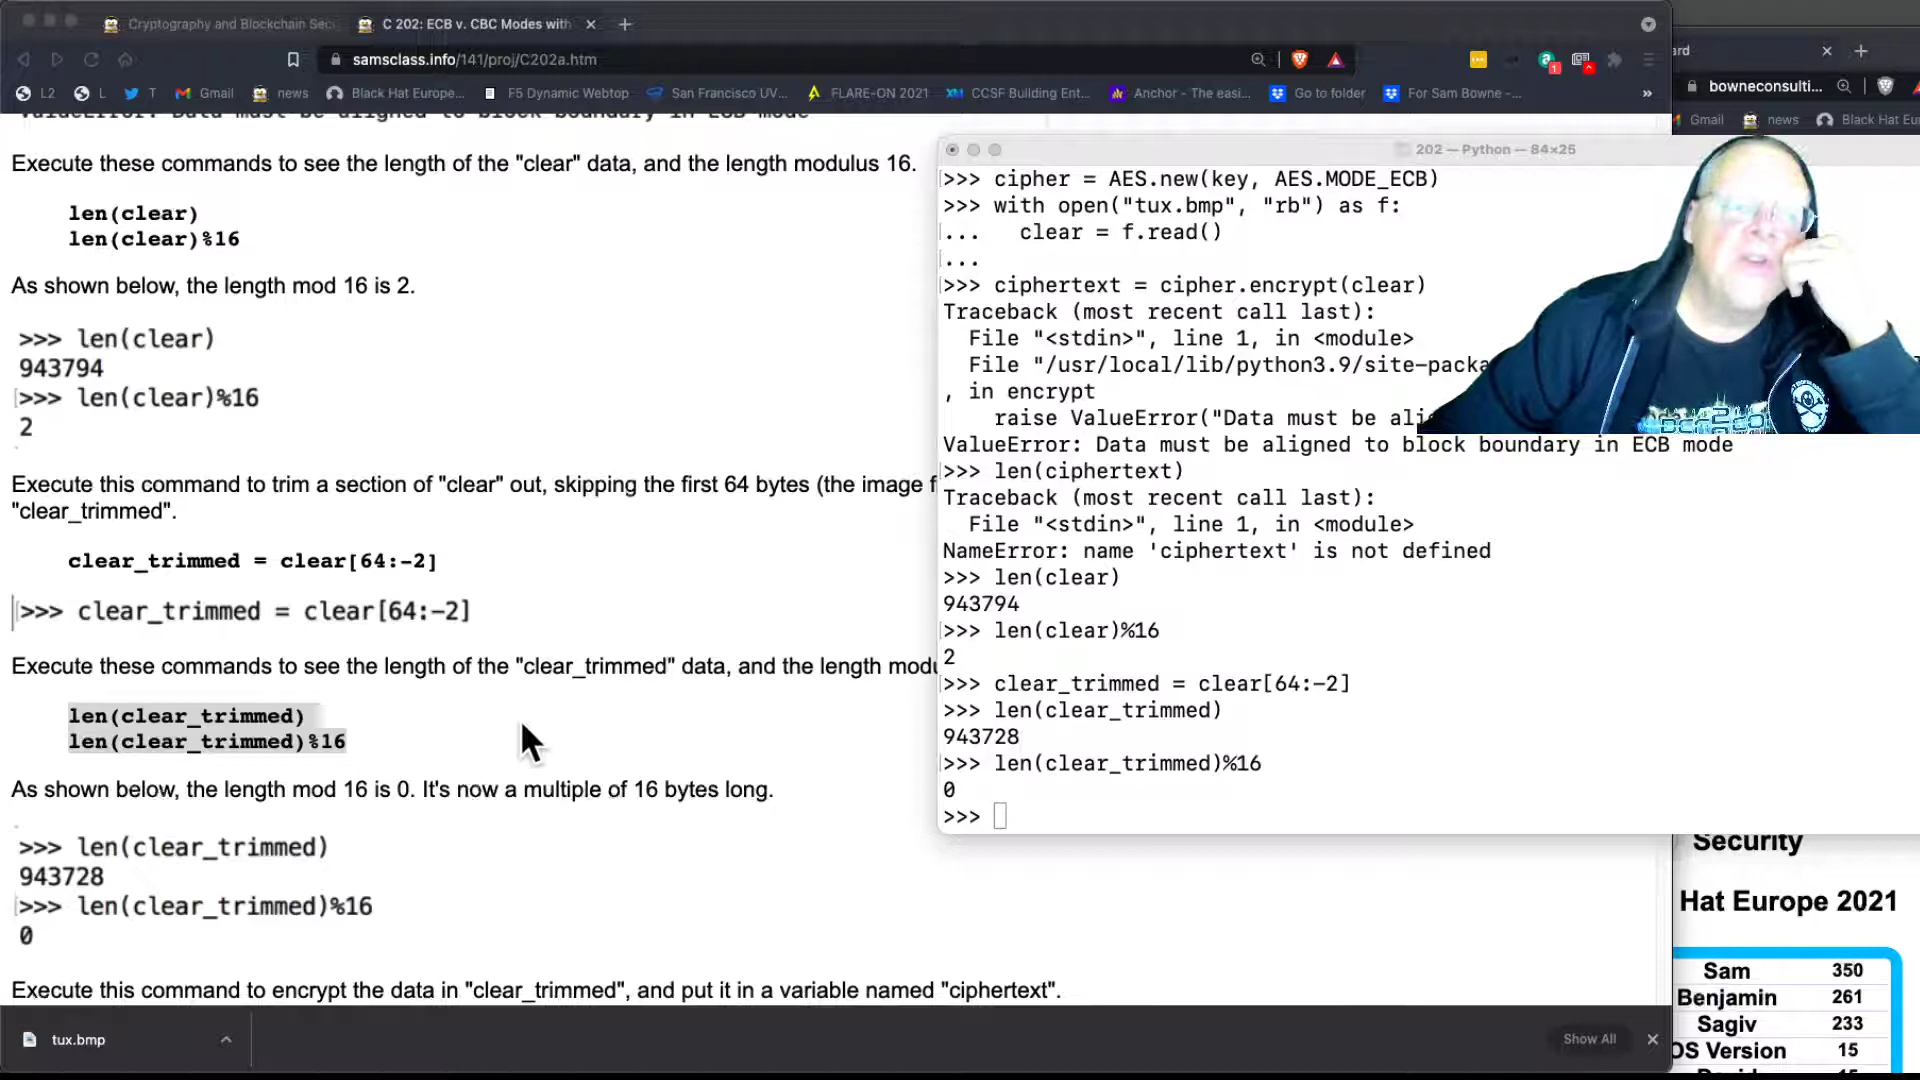 Cryptography and Blockchain Sec
C 202: ECB v. CBC Modes with
samsclass.info/141/proj/C202a.htm
L2
L
T
Gmail
news
Black Hat Europe...
F5 Dynamic Webtop
San Francisco UV...
FLARE-ON 2021
CCSF Building Ent...
Anchor - The easi...
Go to folder
For Sam Bowne -...
»
ValueError: Data must be aligned to block boundary in ECB mode
Execute these commands to see the length of the "clear" data, and the length modulus 16.
len(clear)
len(clear)%16
As shown below, the length mod 16 is 2.
>>> len(clear)
943794
>>> len(clear)%16
2
Execute this command to trim a section of "clear" out, skipping the first 64 bytes (the image f
"clear_trimmed".
clear_trimmed = clear[64:-2]
>>> clear_trimmed = clear[64:-2]
Execute these commands to see the length of the "clear_trimmed" data, and the length modu
len(clear_trimmed)
len(clear_trimmed)%16
As shown below, the length mod 16 is 0. It's now a multiple of 16 bytes long.
>>> len(clear_trimmed)
943728
>>> len(clear_trimmed)%16
0
Execute this command to encrypt the data in "clear_trimmed", and put it in a variable named "ciphertext".
tux.bmp
Show All
202 — Python — 84×25
>>> cipher = AES.new(key, AES.MODE_ECB)
>>> with open("tux.bmp", "rb") as f:
...   clear = f.read()
...
>>> ciphertext = cipher.encrypt(clear)
Traceback (most recent call last):
  File "<stdin>", line 1, in <module>
  File "/usr/local/lib/python3.9/site-packa
, in encrypt
    raise ValueError("Data must be ali
ValueError: Data must be aligned to block boundary in ECB mode
>>> len(ciphertext)
Traceback (most recent call last):
  File "<stdin>", line 1, in <module>
NameError: name 'ciphertext' is not defined
>>> len(clear)
943794
>>> len(clear)%16
2
>>> clear_trimmed = clear[64:-2]
>>> len(clear_trimmed)
943728
>>> len(clear_trimmed)%16
0
>>>
ard
bowneconsulti...
Gmail
news
Black Hat Eu
Security
Hat Europe 2021
Sam 350
Benjamin 261
Sagiv 233
OS Version 15